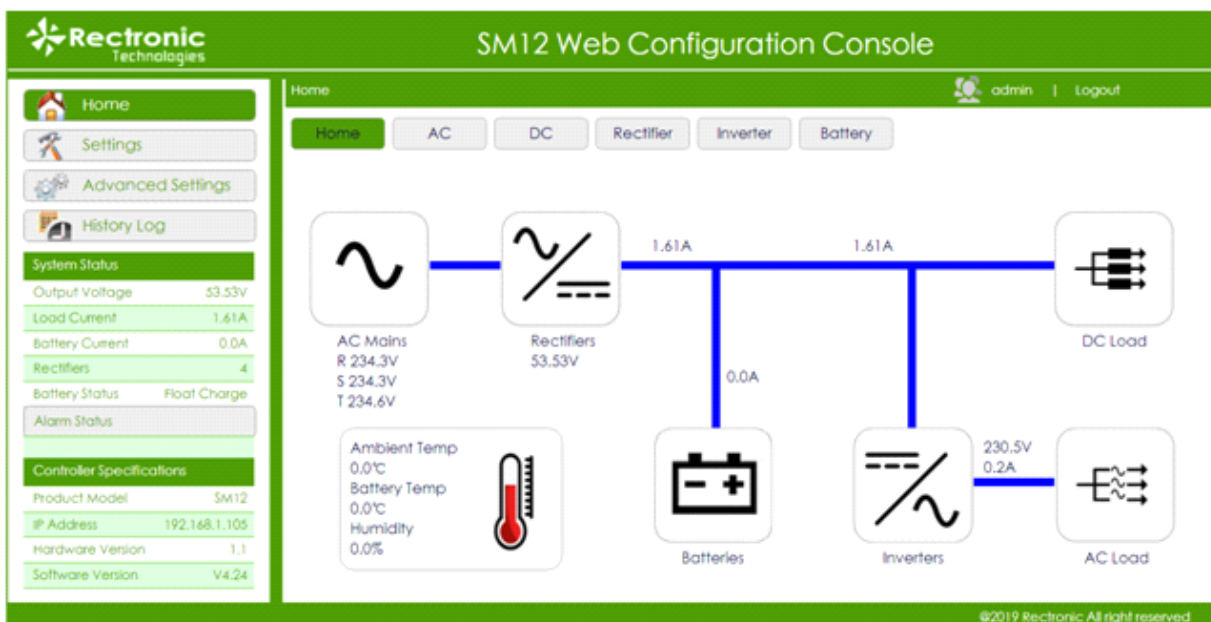 Rectronic
Technologies
SM12 Web Configuration Console
Home
Settings
Advanced Settings
History Log
System Status
Output Voltage 53.53V
Load Current 1.61A
Battery Current 0.0A
Rectifiers 4
Battery Status Float Charge
Alarm Status
Controller Specifications
Product Model SM12
IP Address 192.168.1.105
Hardware Version 1.1
Software Version V4.24
Home admin | Logout
Home AC DC Rectifier Inverter Battery
1.61A 1.61A
AC Mains
R 234.3V
S 234.3V
T 234.6V
Rectifiers
53.53V
DC Load
0.0A
Ambient Temp
0.0℃
Battery Temp
0.0℃
Humidity
0.0%
Batteries
Inverters
230.5V
0.2A
AC Load
@2019 Rectronic All right reserved